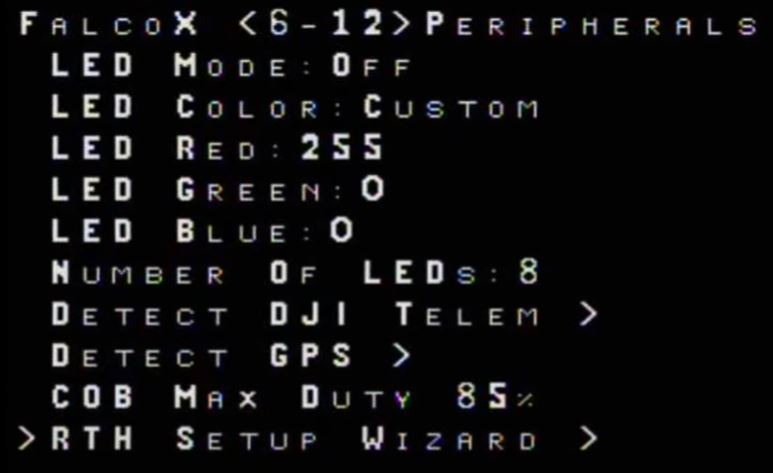 FalcoX <6-12>Peripherals
LED Mode:Off
LED Color:Custom
LED Red:255
LED Green:0
LED Blue:0
Number Of LEDs:8
Detect DJI Telem >
Detect GPS >
COB Max Duty 85%
>RTH Setup Wizard >